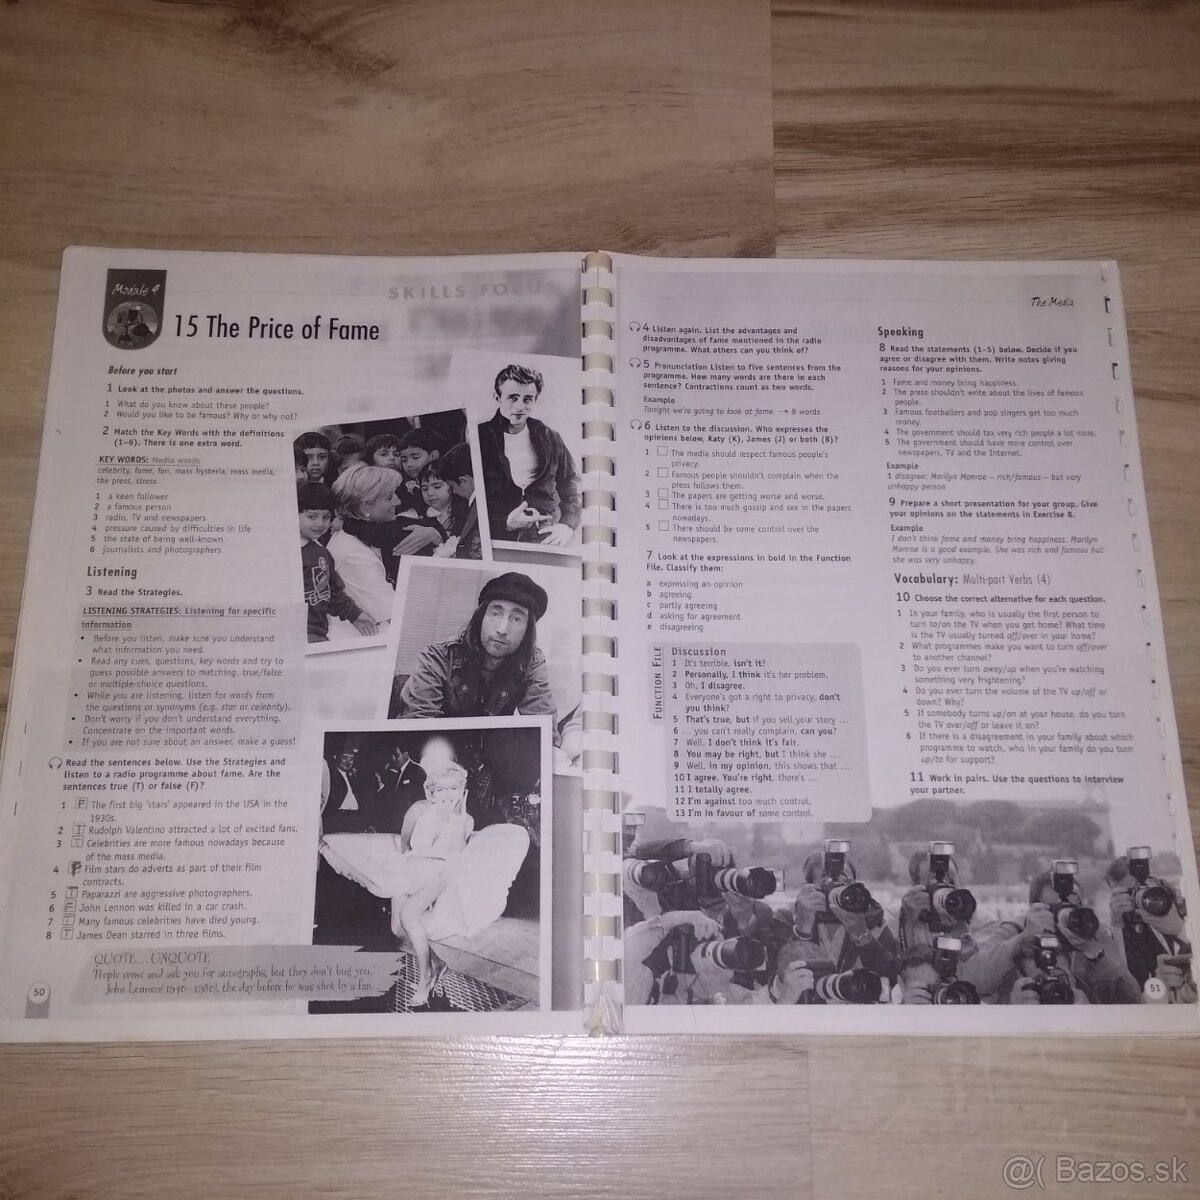 Module 4
SKILLS FOCUS
15 The Price of Fame
Before you start
1 Look at the photos and answer the questions.
1 What do you know about these people?
2 Would you like to be famous? Why or why not?
2 Match the Key Words with the definitions
(1–6). There is one extra word.
KEY WORDS: Media words
celebrity, fame, fan, mass hysteria, mass media,
the press, stress
1 a keen follower
2 a famous person
3 radio, TV and newspapers
4 pressure caused by difficulties in life
5 the state of being well-known
6 journalists and photographers
Listening
3 Read the Strategies.
LISTENING STRATEGIES: Listening for specific
information
• Before you listen, make sure you understand
what information you need.
• Read any cues, questions, key words and try to
guess possible answers to matching, true/false
or multiple-choice questions.
• While you are listening, listen for words from
the questions or synonyms (e.g. star or celebrity).
• Don't worry if you don't understand everything.
Concentrate on the important words.
• If you are not sure about an answer, make a guess!
Read the sentences below. Use the Strategies and
listen to a radio programme about fame. Are the
sentences true (T) or false (F)?
1 F The first big 'stars' appeared in the USA in the
1930s.
2 T Rudolph Valentino attracted a lot of excited fans.
3 T Celebrities are more famous nowadays because
of the mass media.
4 Film stars do adverts as part of their film
contracts.
5 T Paparazzi are aggressive photographers.
6 F John Lennon was killed in a car crash.
7 T Many famous celebrities have died young.
8 T James Dean starred in three films.
QUOTE ... UNQUOTE
'People come and ask you for autographs, but they don't bug you.'
John Lennon (1940–1980), the day before he was shot by a fan.
50
The Media
4 Listen again. List the advantages and
disadvantages of fame mentioned in the radio
programme. What others can you think of?
5 Pronunciation Listen to five sentences from the
programme. How many words are there in each
sentence? Contractions count as two words.
Example
Tonight we're going to look at fame. → 8 words
6 Listen to the discussion. Who expresses the
opinions below, Katy (K), James (J) or both (B)?
1 The media should respect famous people's
privacy.
2 Famous people shouldn't complain when the
press follows them.
3 The papers are getting worse and worse.
4 There is too much gossip and sex in the papers
nowadays.
5 There should be some control over the
newspapers.
7 Look at the expressions in bold in the Function
File. Classify them:
a expressing an opinion
b agreeing
c partly agreeing
d asking for agreement
e disagreeing
FUNCTION FILE
Discussion
1 It's terrible, isn't it?
2 Personally, I think it's her problem.
3 Oh, I disagree.
4 Everyone's got a right to privacy, don't
you think?
5 That's true, but if you sell your story ...
6 ... you can't really complain, can you?
7 Well, I don't think it's fair.
8 You may be right, but I think she ...
9 Well, in my opinion, this shows that ...
10 I agree. You're right, there's ...
11 I totally agree.
12 I'm against too much control.
13 I'm in favour of some control.
Speaking
8 Read the statements (1–5) below. Decide if you
agree or disagree with them. Write notes giving
reasons for your opinions.
1 Fame and money bring happiness.
2 The press shouldn't write about the lives of famous
people.
3 Famous footballers and pop singers get too much
money.
4 The government should tax very rich people a lot more.
5 The government should have more control over
newspapers, TV and the Internet.
Example
1 disagree: Marilyn Monroe – rich/famous – but very
unhappy person
9 Prepare a short presentation for your group. Give
your opinions on the statements in Exercise 8.
Example
I don't think fame and money bring happiness. Marilyn
Monroe is a good example. She was rich and famous but
she was very unhappy.
Vocabulary: Multi-part Verbs (4)
10 Choose the correct alternative for each question.
1 In your family, who is usually the first person to
turn to/on the TV when you get home? What time
is the TV usually turned off/over in your home?
2 What programmes make you want to turn off/over
to another channel?
3 Do you ever turn away/up when you're watching
something very frightening?
4 Do you ever turn the volume of the TV up/off or
down? Why?
5 If somebody turns up/on at your house, do you turn
the TV over/off or leave it on?
6 If there is a disagreement in your family about which
programme to watch, who in your family do you turn
up/to for support?
11 Work in pairs. Use the questions to interview
your partner.
51
@( Bazos.sk